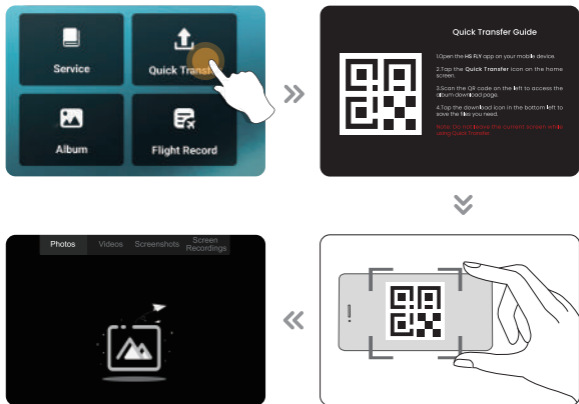 Service
Quick Transf
Album
Flight Record
Quick Transfer Guide
1.Open the HS FLY app on your mobile device.
2.Tap the Quick Transfer icon on the home
screen.
3.Scan the QR code on the left to access the
album download page.
4.Tap the download icon in the bottom left to
save the files you need.
Note: Do not leave the current screen while
using Quick Transfer.
Photos
Videos
Screenshots
Screen
Recordings